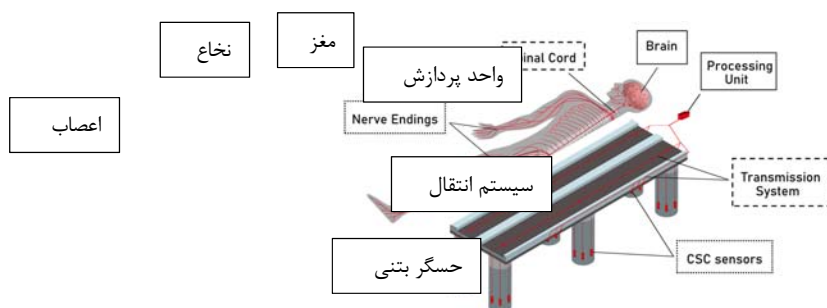 مغز
نخاع
Brain
واحد پردازش
inal Cord
Processing
Unit
اعصاب
Nerve Endings
سیستم انتقال
Transmission
System
حسگر بتنی
CSC sensors